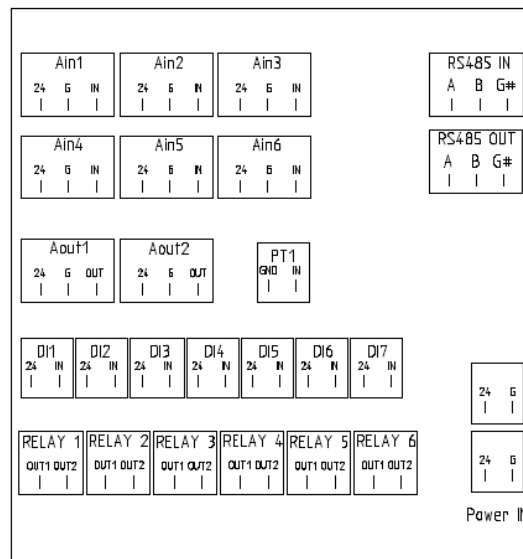 Ain1 Ain2 Ain3 RS485 IN
24 G IN 24 G IN 24 G IN A B G#
Ain4 Ain5 Ain6 RS485 OUT
24 G IN 24 G IN 24 G IN A B G#
Aout1 Aout2 PT1
24 G OUT 24 G OUT GND IN
DI1 DI2 DI3 DI4 DI5 DI6 DI7
24 IN 24 IN 24 IN 24 IN 24 IN 24 IN 24 IN
24 G
RELAY 1 RELAY 2 RELAY 3 RELAY 4 RELAY 5 RELAY 6
OUT1 OUT2 OUT1 OUT2 OUT1 OUT2 OUT1 OUT2 OUT1 OUT2 OUT1 OUT2 24 G
Power IN